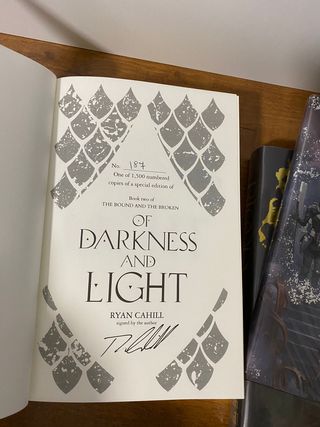 No. 187
One of 1,500 numbered
copies of a special edition of
Book two of
THE BOUND AND THE BROKEN
OF
DARKNESS
AND
LIGHT
RYAN CAHILL
signed by the author